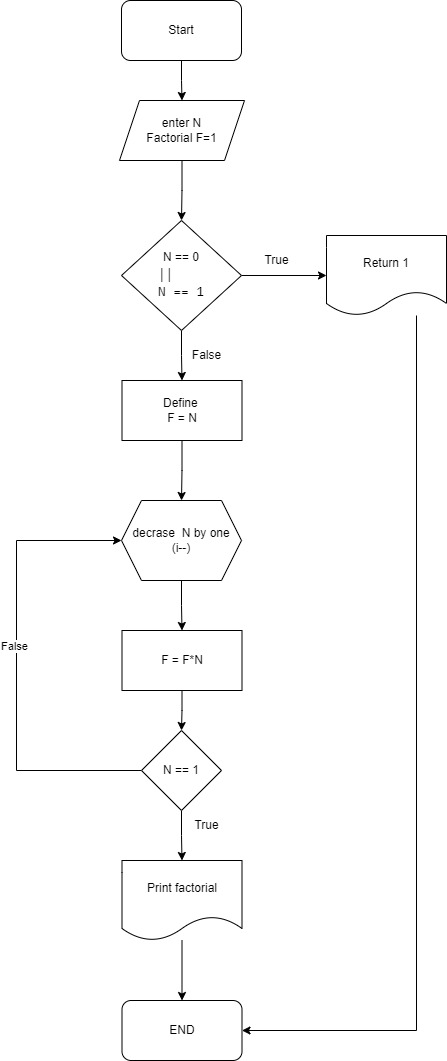 Start
enter N
Factorial F=1
N == 0
||
N == 1
True
Return 1
False
Define
F = N
decrase N by one
(i--)
False
F = F*N
N == 1
True
Print factorial
END